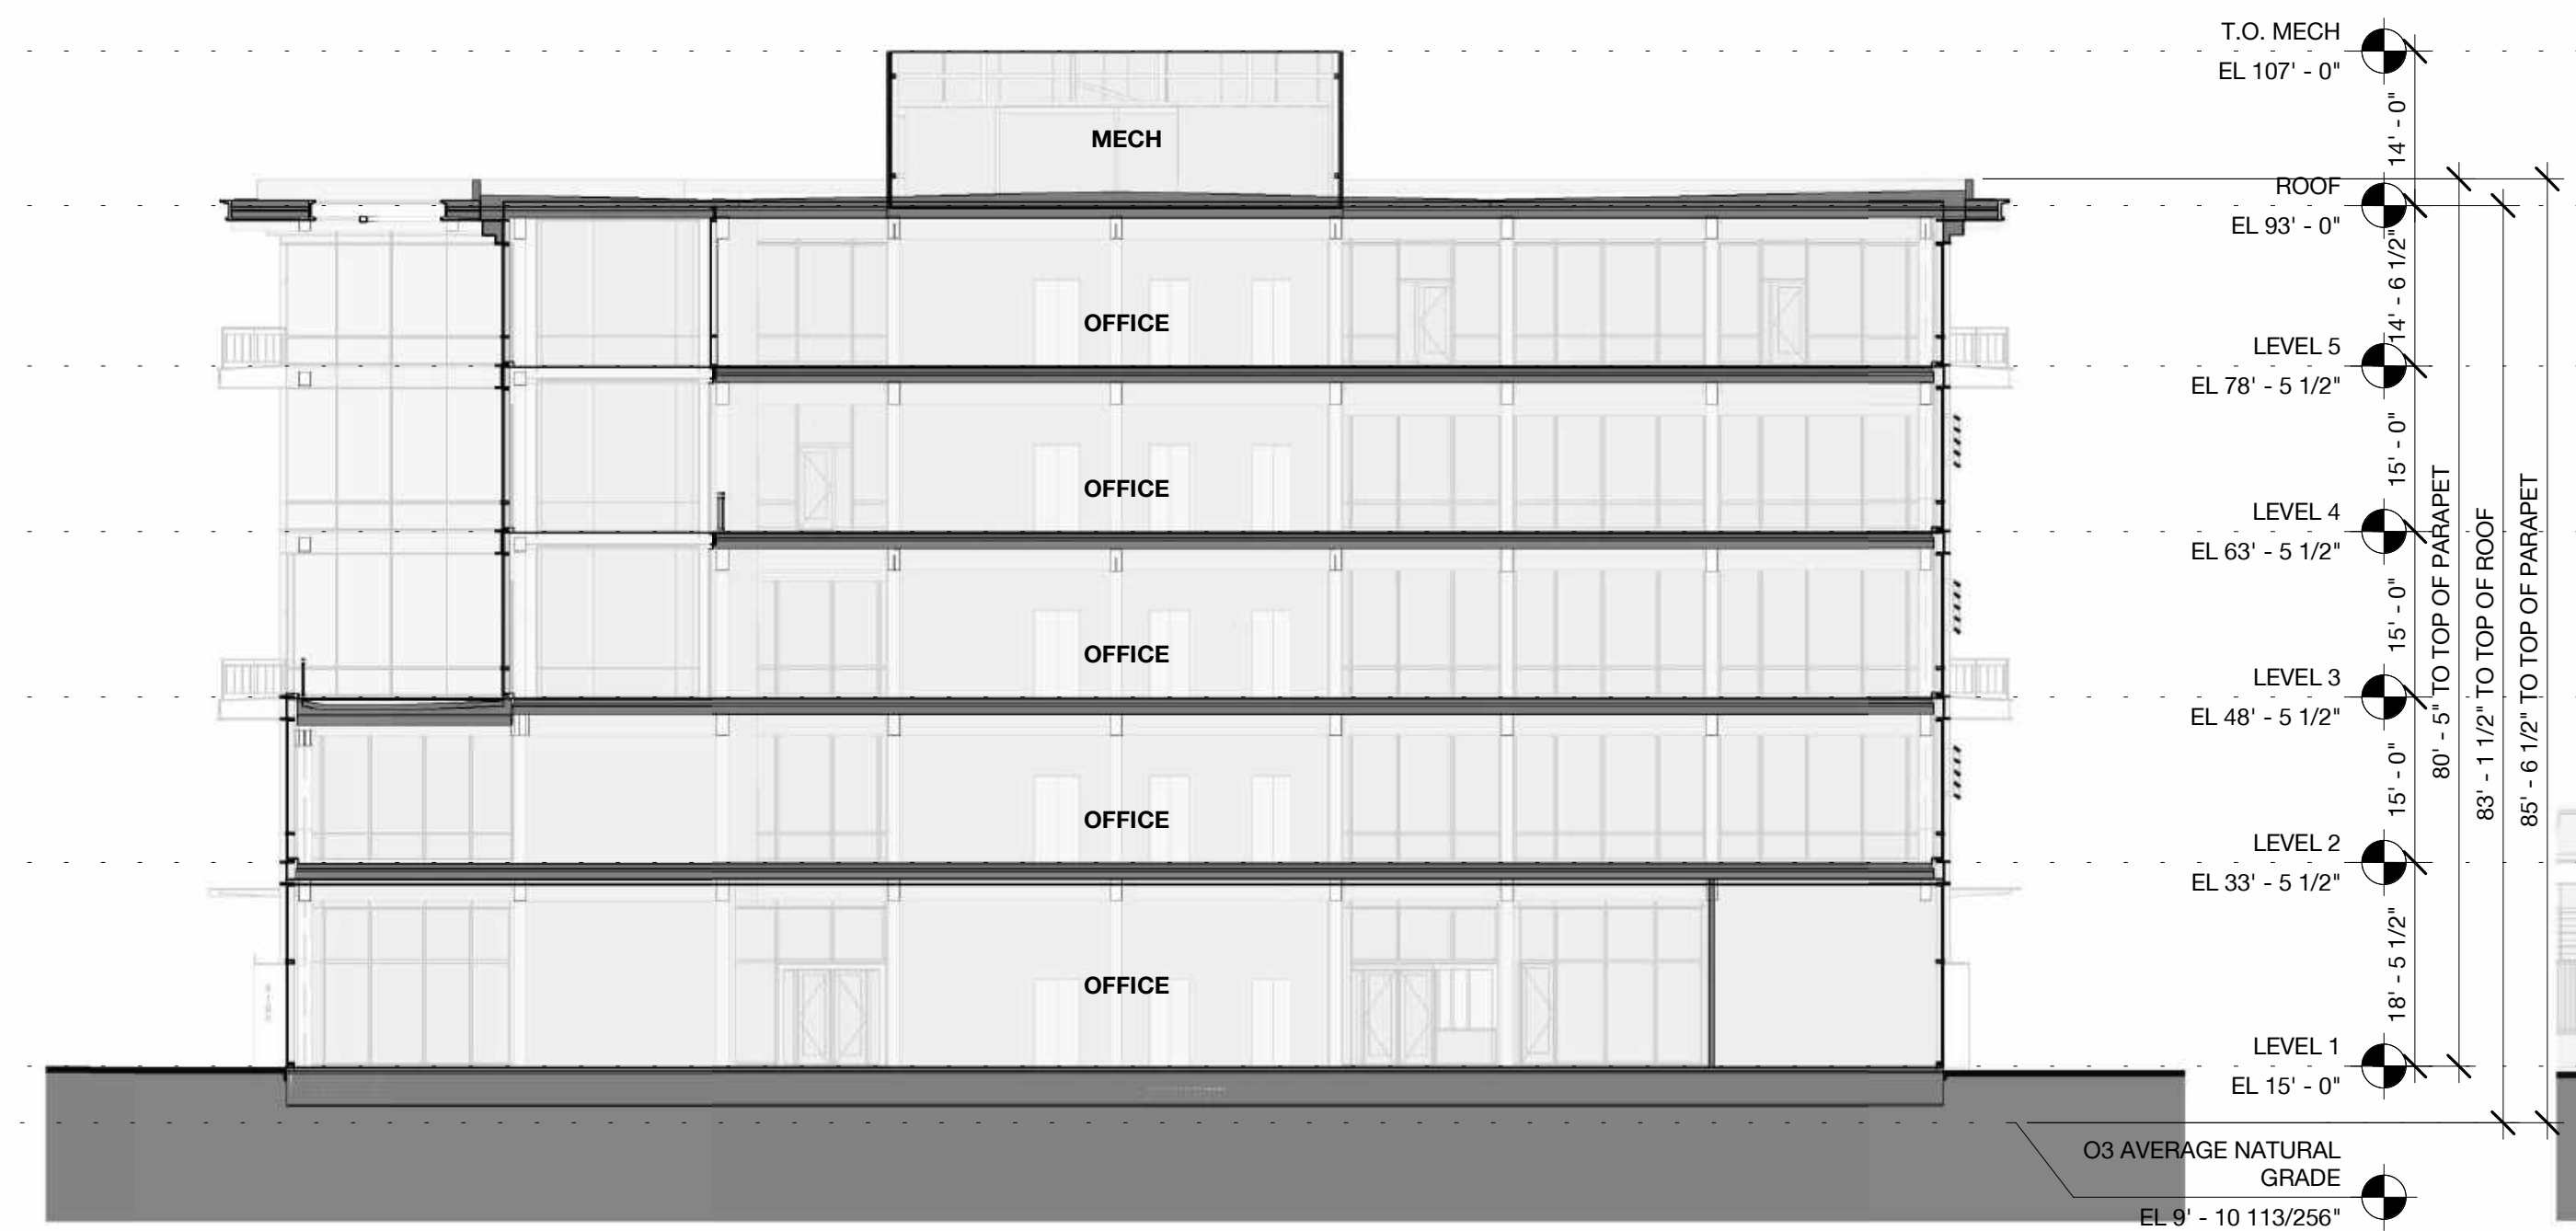 T.O. MECH
EL 107' - 0"
14' - 0"
MECH
ROOF
EL 93' - 0"
14' - 6 1/2"
OFFICE
LEVEL 5
EL 78' - 5 1/2"
15' - 0"
OFFICE
LEVEL 4
EL 63' - 5 1/2"
15' - 0"
OFFICE
LEVEL 3
EL 48' - 5 1/2"
15' - 0"
OFFICE
LEVEL 2
EL 33' - 5 1/2"
18' - 5 1/2"
OFFICE
LEVEL 1
EL 15' - 0"
80' - 5" TO TOP OF PARAPET
83' - 1 1/2" TO TOP OF ROOF
85' - 6 1/2" TO TOP OF PARAPET
O3 AVERAGE NATURAL
GRADE
EL 9' - 10 113/256"